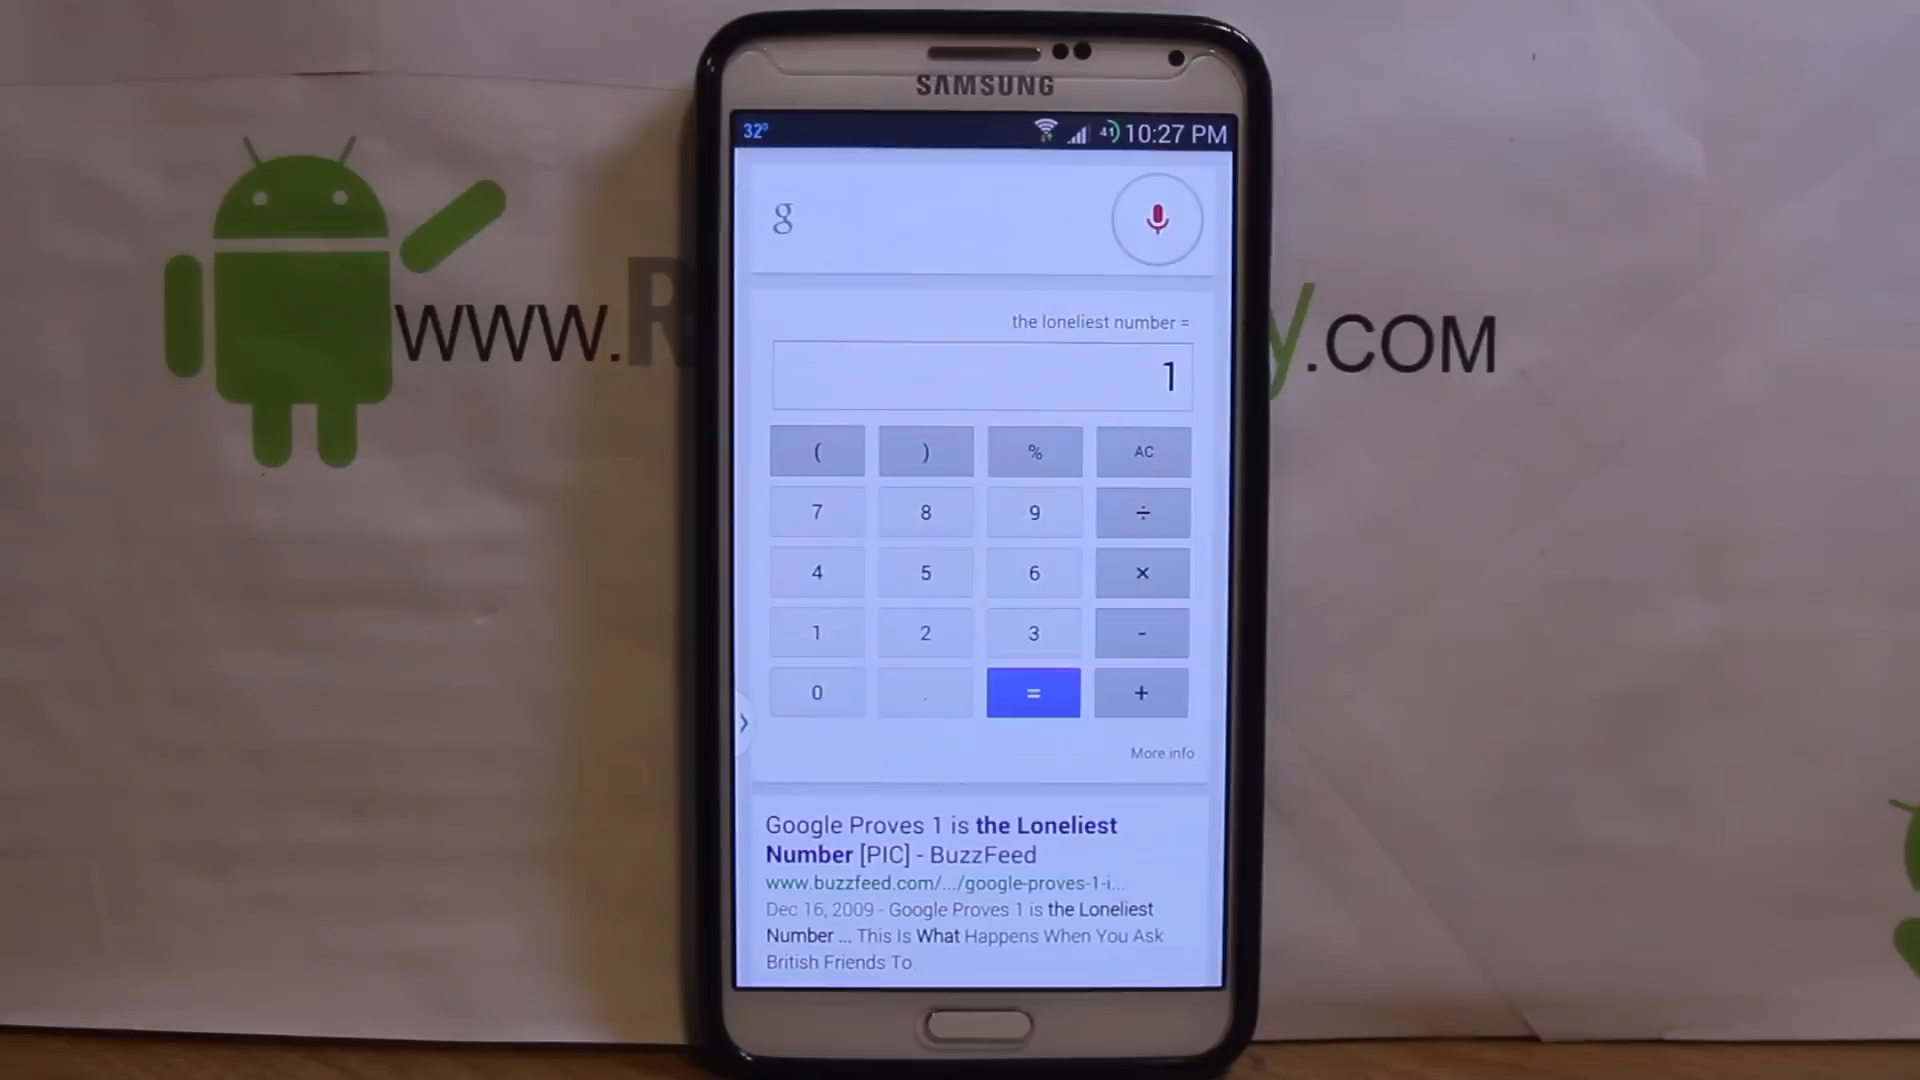 SAMSUNG
32°
41 10:27 PM
g
the loneliest number =
1
( ) % AC
7 8 9 ÷
4 5 6 ×
1 2 3 -
0 . = +
More info
Google Proves 1 is the Loneliest
Number [PIC] - BuzzFeed
www.buzzfeed.com/.../google-proves-1-i...
Dec 16, 2009 - Google Proves 1 is the Loneliest
Number ... This Is What Happens When You Ask
British Friends To.
WWW.R
y.COM